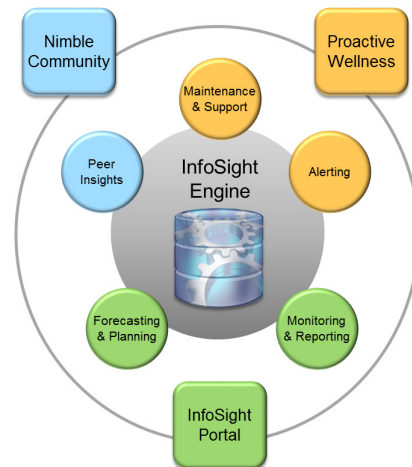 Nimble
Community
Proactive
Wellness
Maintenance
& Support
Peer
Insights
InfoSight
Engine
Alerting
Forecasting
& Planning
Monitoring
& Reporting
InfoSight
Portal